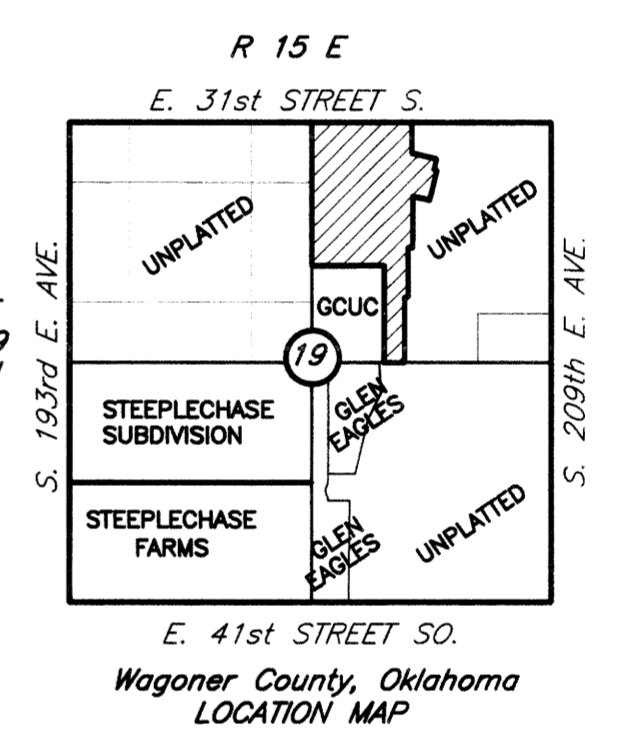 R 15 E
E. 31st STREET S.
UNPLATTED
UNPLATTED
GCUC
S. 193rd E. AVE.
S. 209th E. AVE.
19
STEEPLECHASE
SUBDIVISION
GLEN
EAGLES
STEEPLECHASE
FARMS
GLEN
EAGLES
UNPLATTED
E. 41st STREET SO.
Wagoner County, Oklahoma
LOCATION MAP